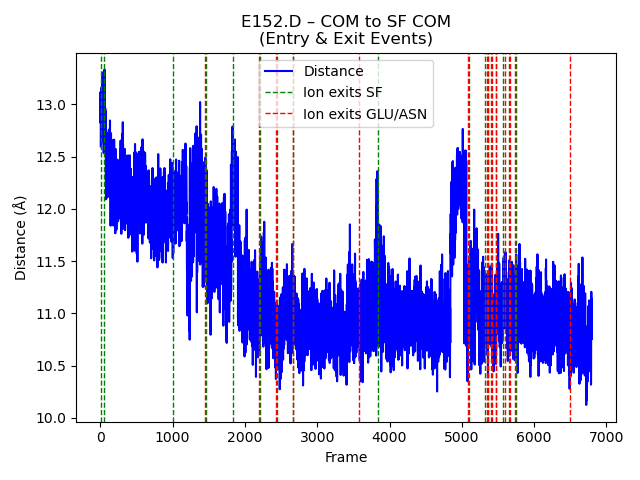 E152.D – COM to SF COM
(Entry & Exit Events)
Distance
Ion exits SF
Ion exits GLU/ASN
Distance (Å)
13.0
12.5
12.0
11.5
11.0
10.5
10.0
0 1000 2000 3000 4000 5000 6000 7000
Frame